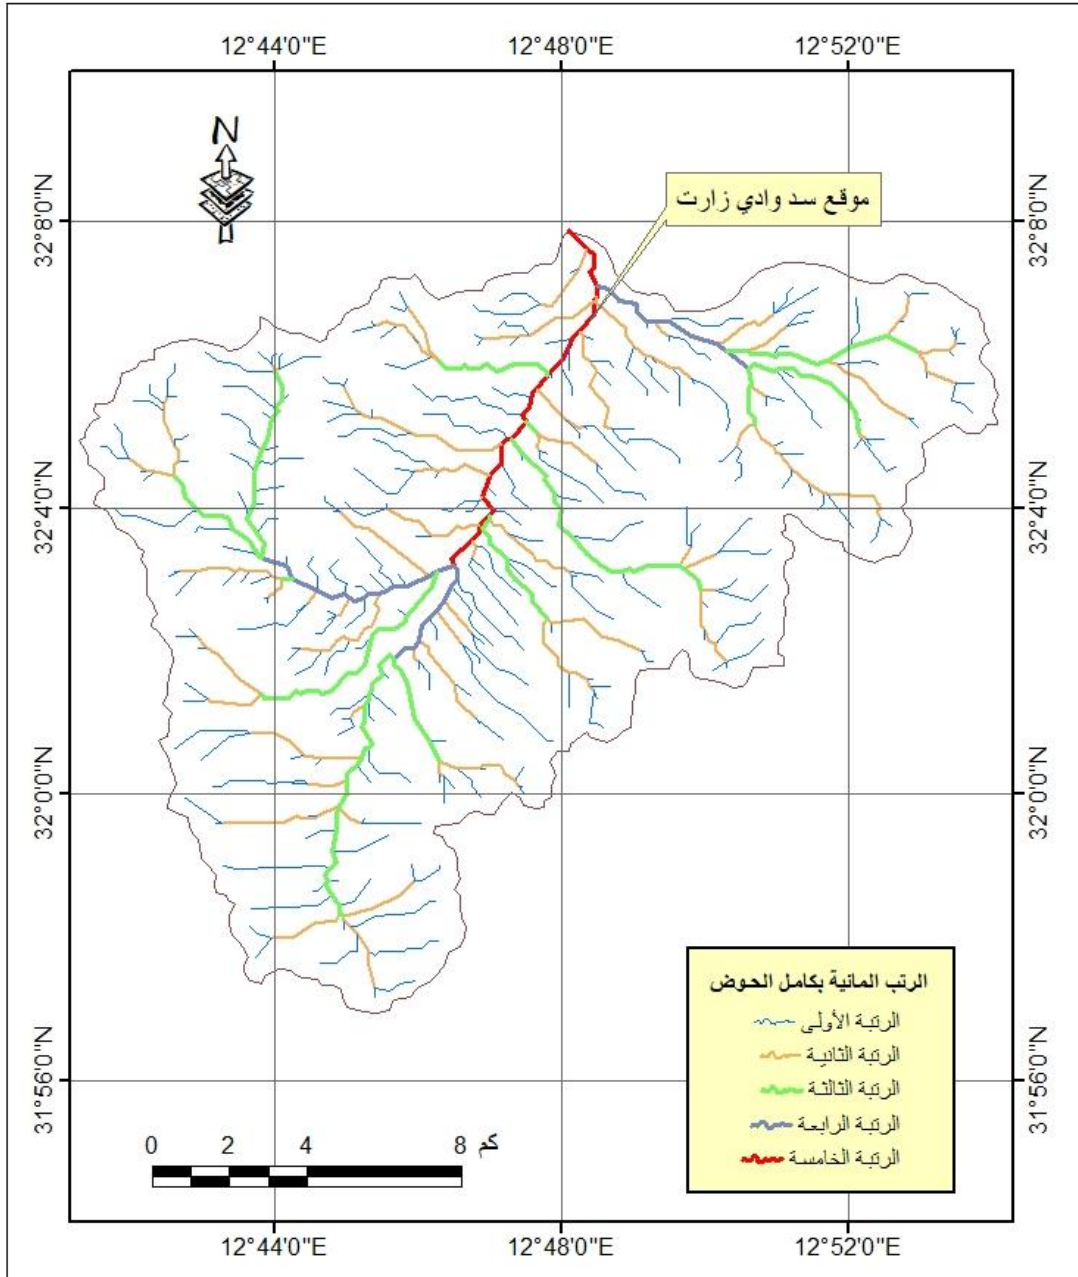 12°44'0"E 12°48'0"E 12°52'0"E
N
موقع سد وادي زارت
32°8'0"N 32°8'0"N
32°4'0"N 32°4'0"N
32°0'0"N 32°0'0"N
31°56'0"N 31°56'0"N
الرتب المائية بكامل الحوض
الرتبة الأولى
الرتبة الثانية
الرتبة الثالثة
الرتبة الرابعة
الرتبة الخامسة
0 2 4 8 كم
12°44'0"E 12°48'0"E 12°52'0"E